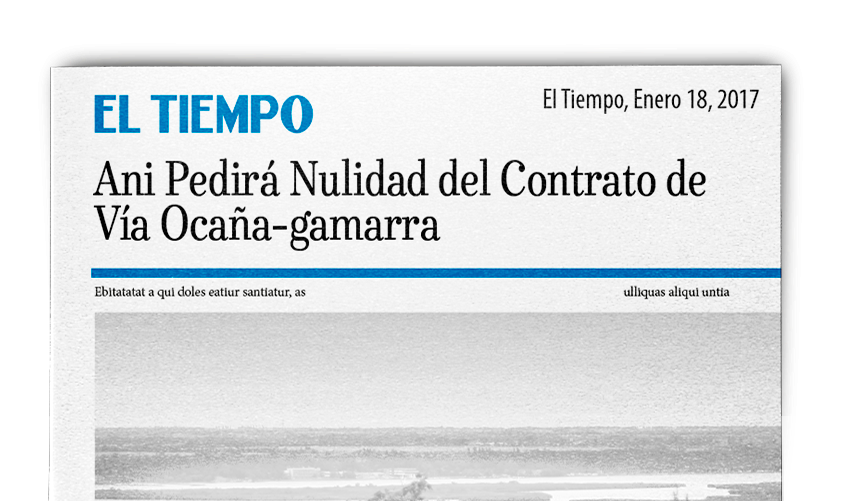 EL TIEMPO
El Tiempo, Enero 18, 2017
Ani Pedirá Nulidad del Contrato de
Vía Ocaña-gamarra
Ebitatatat a qui doles eatiur santiatur, as
ulliquas aliqui untia